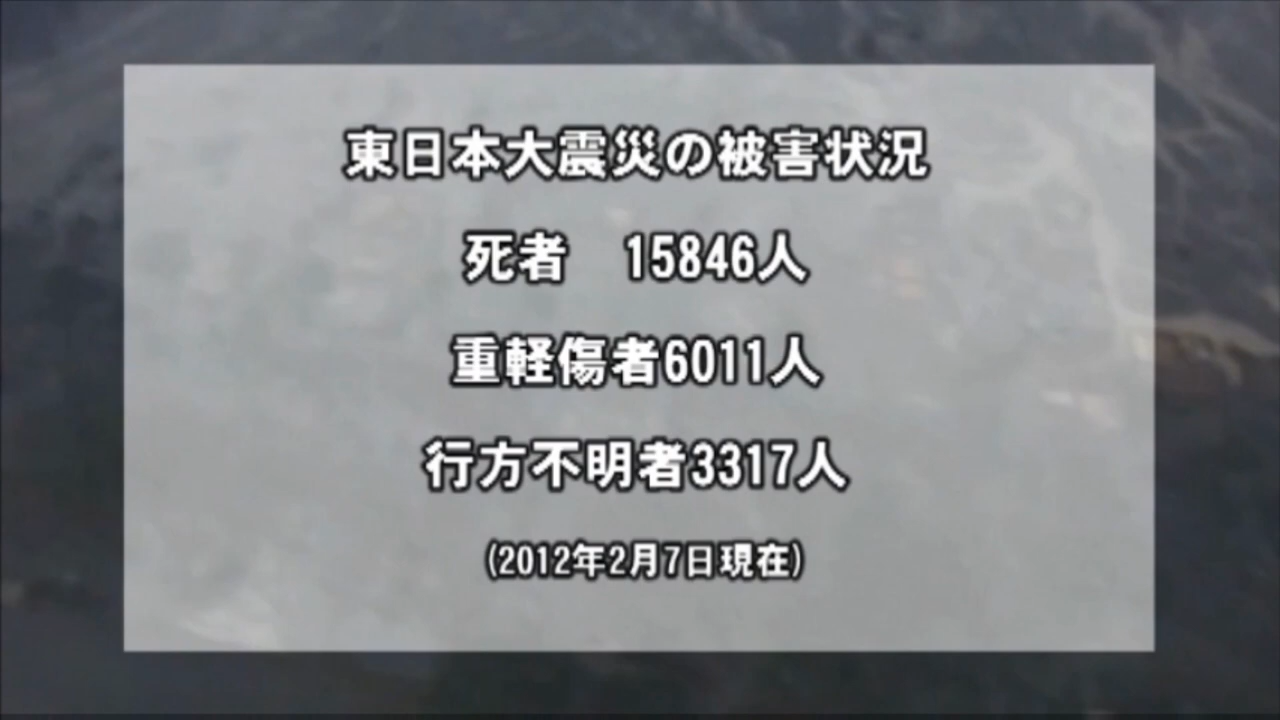 東日本大震災の被害状況
死者　15846人
重軽傷者6011人
行方不明者3317人
(2012年2月7日現在)